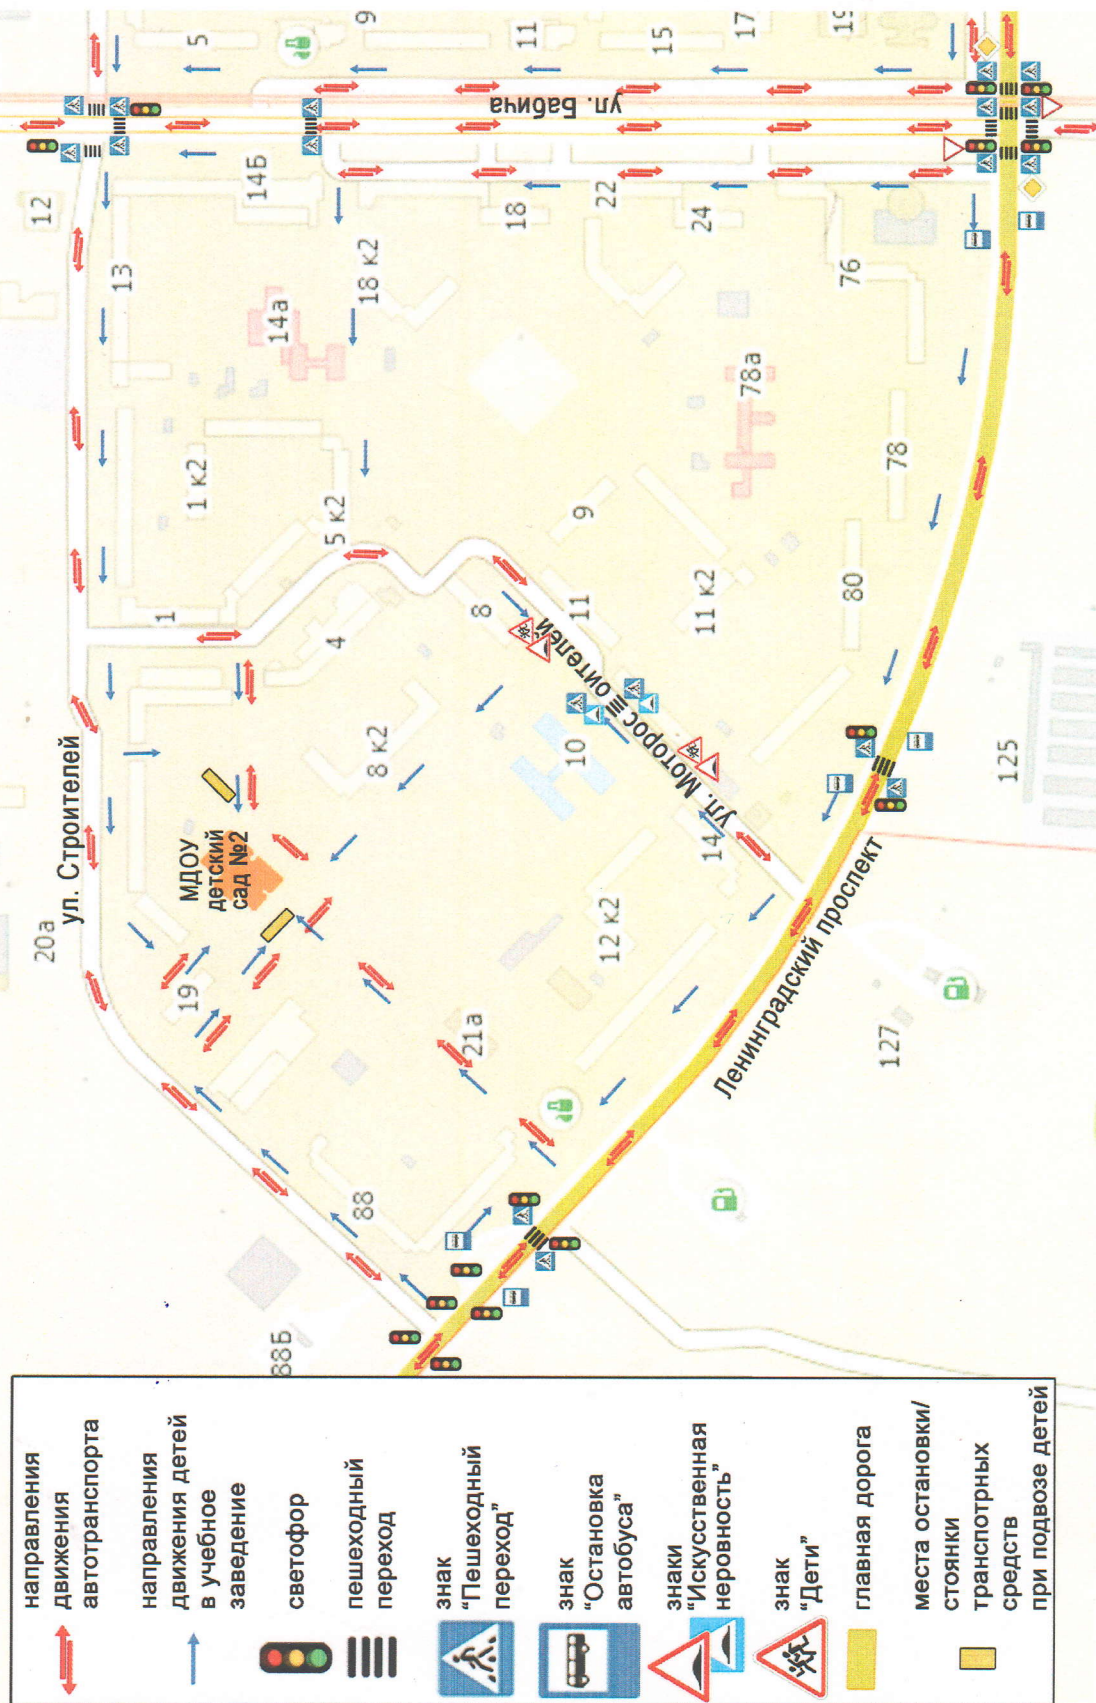 12
5
9
11
15
17
19
13
14Б
18
22
24
14а
18 к2
76
1 к2
5 к2
78а
78
9
1
4
8
11
11 к2
80
8 к2
10
14
125
ул. Бабича
ул. Строителей
20а
МДОУ
детский
сад №2
ул. Моторос
оителей
19
12 к2
21а
Ленинградский проспект
127
88
88Б
направления
движения
автотранспорта
направления
движения детей
в учебное
заведение
светофор
пешеходный
переход
знак
“Пешеходный
переход”
знак
“Остановка
автобуса”
знаки
“Искусственная
неровность”
знак
“Дети”
главная дорога
места остановки/
стоянки
транспотрных
средств
при подвозе детей